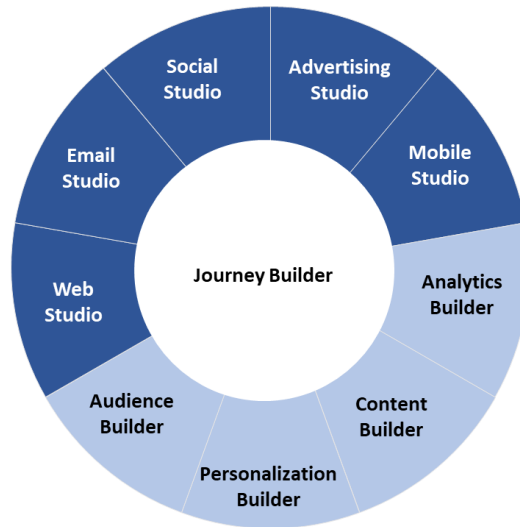 Social
Studio
Advertising
Studio
Email
Studio
Mobile
Studio
Journey Builder
Web
Studio
Analytics
Builder
Audience
Builder
Content
Builder
Personalization
Builder